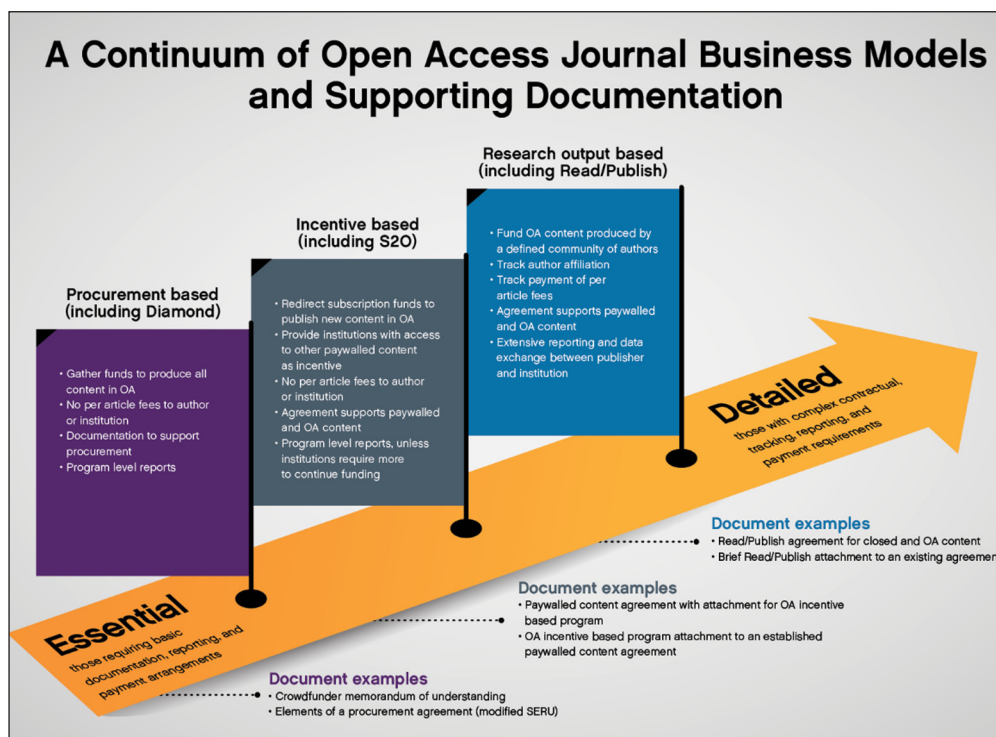 A Continuum of Open Access Journal Business Models
and Supporting Documentation
Procurement based
(including Diamond)
• Gather funds to produce all
content in OA
• No per article fees to author
or institution
• Documentation to support
procurement
• Program level reports
Incentive based
(including S2O)
• Redirect subscription funds to
publish new content in OA
• Provide institutions with access
to other paywalled content
as incentive
• No per article fees to author
or institution
• Agreement supports paywalled
and OA content
• Program level reports, unless
institutions require more
to continue funding
Research output based
(including Read/Publish)
• Fund OA content produced by
a defined community of authors
• Track author affiliation
• Track payment of per
article fees
• Agreement supports paywalled
and OA content
• Extensive reporting and data
exchange between publisher
and institution
Essential
those requiring basic
documentation, reporting, and
payment arrangements
Detailed
those with complex contractual,
tracking, reporting, and
payment requirements
Document examples
• Crowdfunder memorandum of understanding
• Elements of a procurement agreement (modified SERU)
Document examples
• Paywalled content agreement with attachment for OA incentive
based program
• OA incentive based program attachment to an established
paywalled content agreement
Document examples
• Read/Publish agreement for closed and OA content
• Brief Read/Publish attachment to an existing agreement